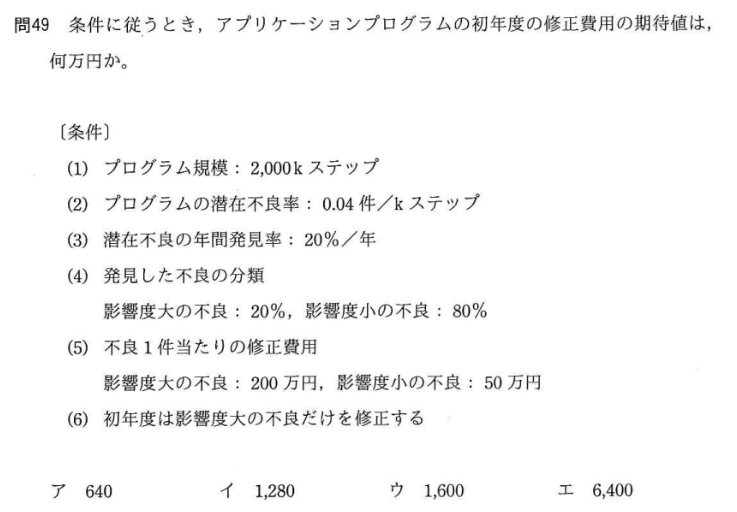 問49 条件に従うとき，アプリケーションプログラムの初年度の修正費用の期待値は，
何万円か。
〔条件〕
(1) プログラム規模： 2,000k ステップ
(2) プログラムの潜在不良率： 0.04 件／k ステップ
(3) 潜在不良の年間発見率： 20％／年
(4) 発見した不良の分類
影響度大の不良： 20％，影響度小の不良： 80％
(5) 不良 1 件当たりの修正費用
影響度大の不良： 200 万円，影響度小の不良： 50 万円
(6) 初年度は影響度大の不良だけを修正する
ア 640 イ 1,280 ウ 1,600 エ 6,400